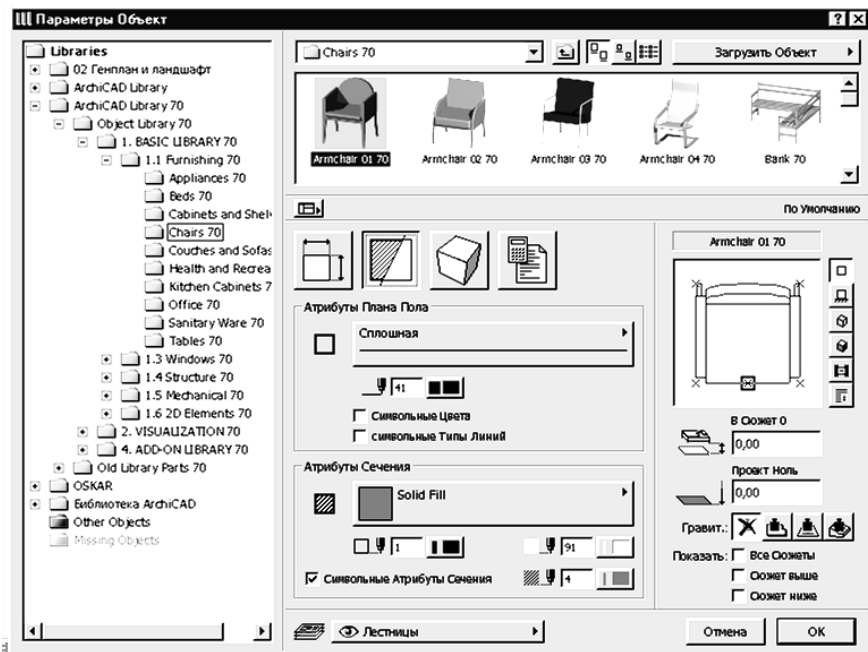 Параметры Объект
Libraries
02 Генплан и ландшафт
ArchiCAD Library
ArchiCAD Library 70
Object Library 70
1. BASIC LIBRARY 70
1.1 Furnishing 70
Appliances 70
Beds 70
Cabinets and Shelv
Chairs 70
Couches and Sofas
Health and Recrea
Kitchen Cabinets 7
Office 70
Sanitary Ware 70
Tables 70
1.3 Windows 70
1.4 Structure 70
1.5 Mechanical 70
1.6 2D Elements 70
2. VISUALIZATION 70
4. ADD-ON LIBRARY 70
Old Library Parts 70
OSKAR
Библиотека ArchiCAD
Other Objects
Missing Objects
Chairs 70
Загрузить Объект
Armchair 01 70
Armchair 02 70
Armchair 03 70
Armchair 04 70
Bank 70
По Умолчанию
Атрибуты Плана Пола
Сплошная
41
Символьные Цвета
символьные Типы Линий
Атрибуты Сечения
Solid Fill
1
91
Символьные Атрибуты Сечения
4
Лестницы
Armchair 01 70
В Сюжет 0
0,00
Проект Ноль
0,00
Гравит.:
Показать:
Все Сюжеты
Сюжет выше
Сюжет ниже
Отмена
OK